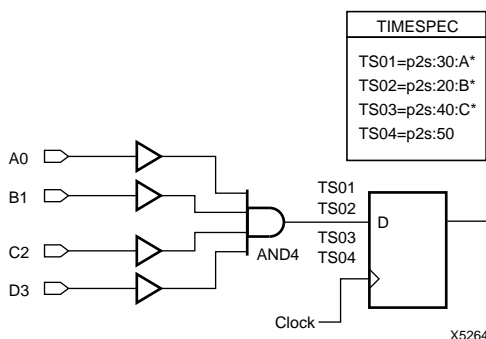 TIMESPEC
TS01=p2s:30:A*
TS02=p2s:20:B*
TS03=p2s:40:C*
TS04=p2s:50
A0
B1
C2
D3
AND4
TS01
TS02
TS03
TS04
D
Clock
X5264